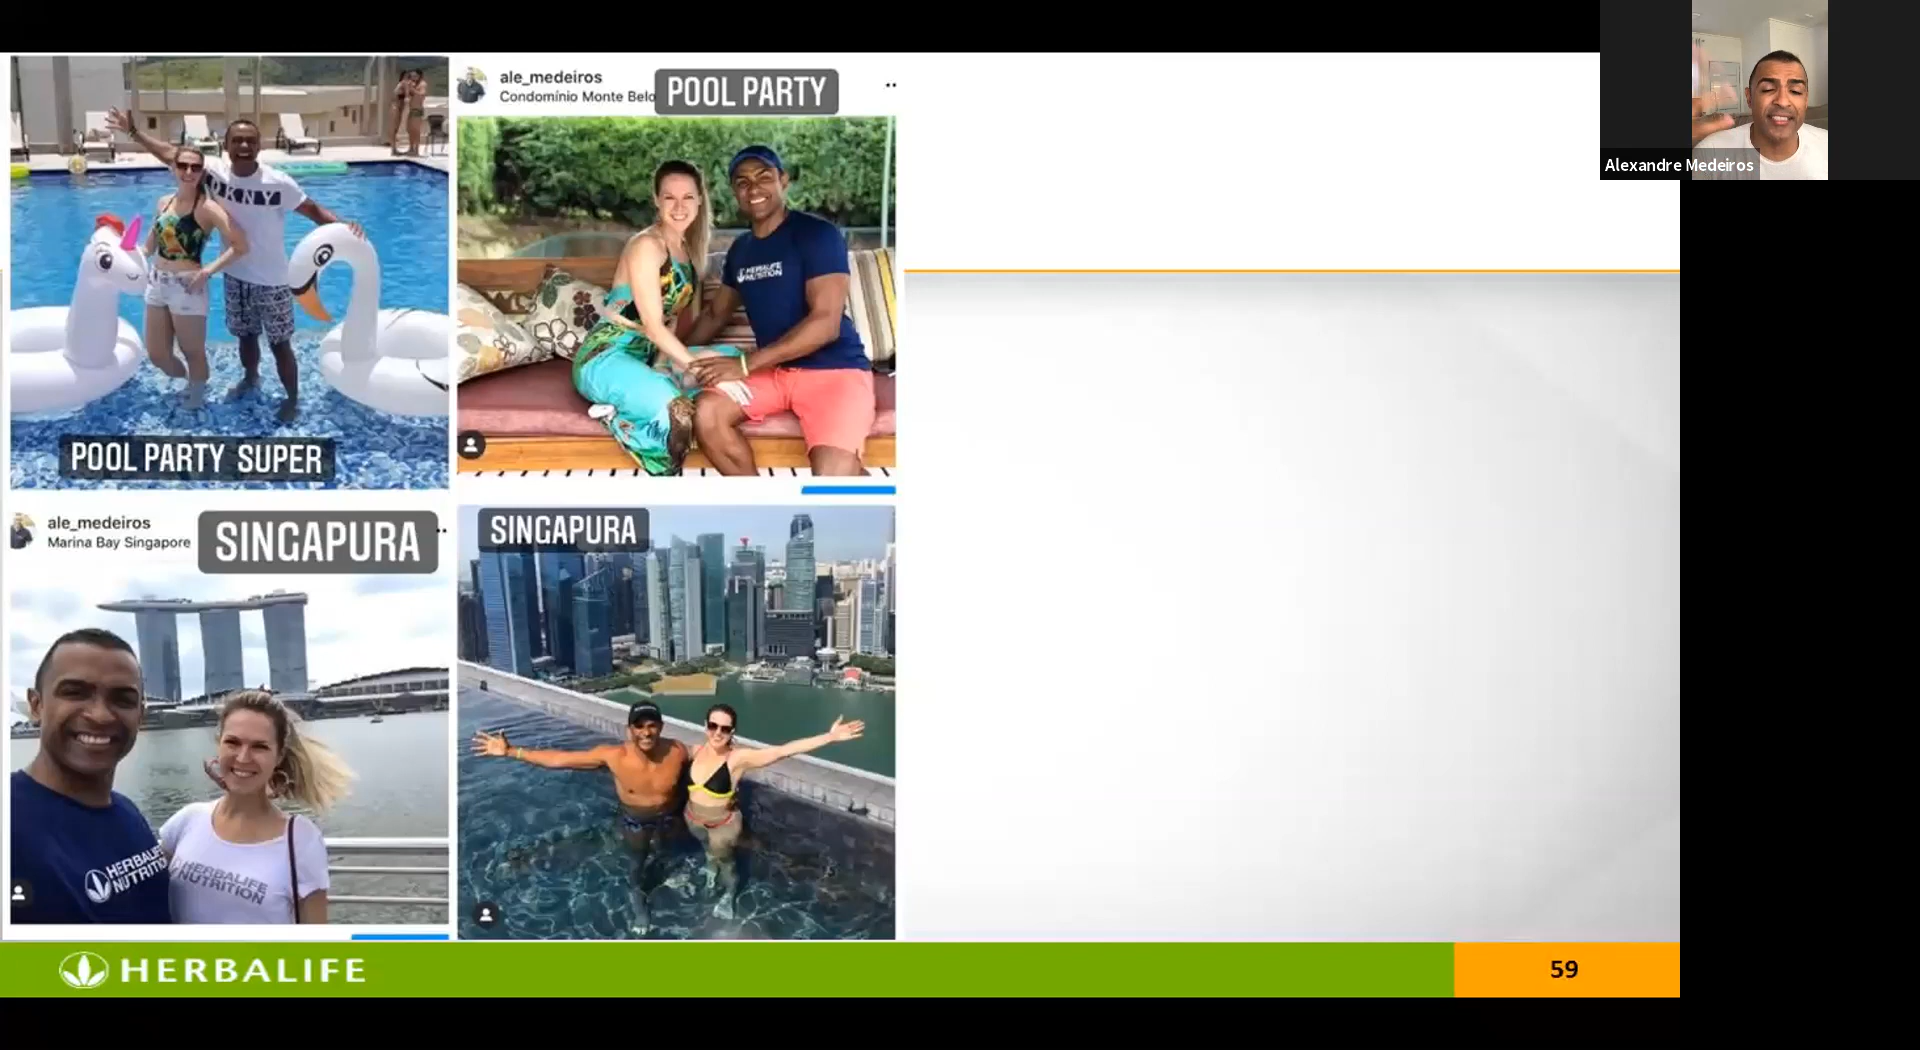 Alexandre Medeiros
DKNY
POOL PARTY SUPER
ale_medeiros
Condomínio Monte Belo
POOL PARTY
HERBALIFE
NUTRITION
ale_medeiros
Marina Bay Singapore
SINGAPURA
HERBALIFE
NUTRITION
HERBALIFE
NUTRITION
SINGAPURA
HERBALIFE
59